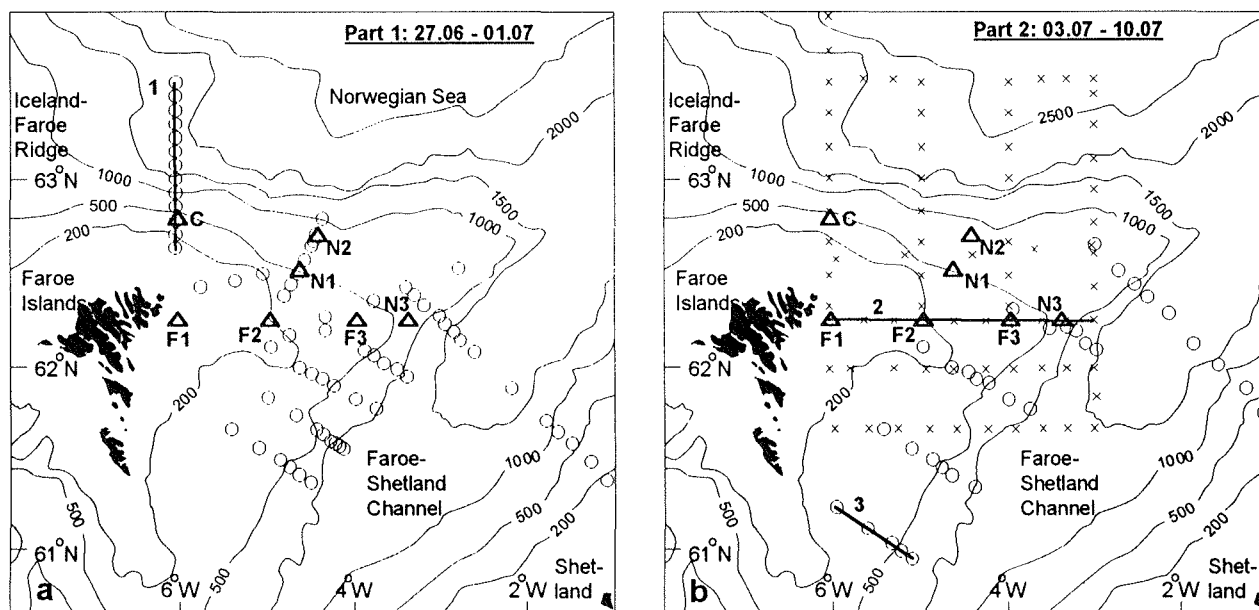 Part 1: 27.06 - 01.07
1
Iceland-
Faroe
Ridge
Norwegian Sea
2000
63°N
1000
500
200
1500
1000
C
N2
N1
Faroe
Islands
N3
F1
F2
F3
62°N
200
Faroe-
Shetland
Channel
1000
500
200
500
61°N
500
Shet-
land
a
6°W
4°W
2°W
Part 2: 03.07 - 10.07
Iceland-
Faroe
Ridge
Norwegian Sea
2500
2000
63°N
1000
500
200
1500
1000
C
N2
N1
Faroe
Islands
N3
2
F1
F2
F3
62°N
200
Faroe-
Shetland
Channel
1000
500
200
3
500
61°N
500
Shet-
land
b
6°W
4°W
2°W